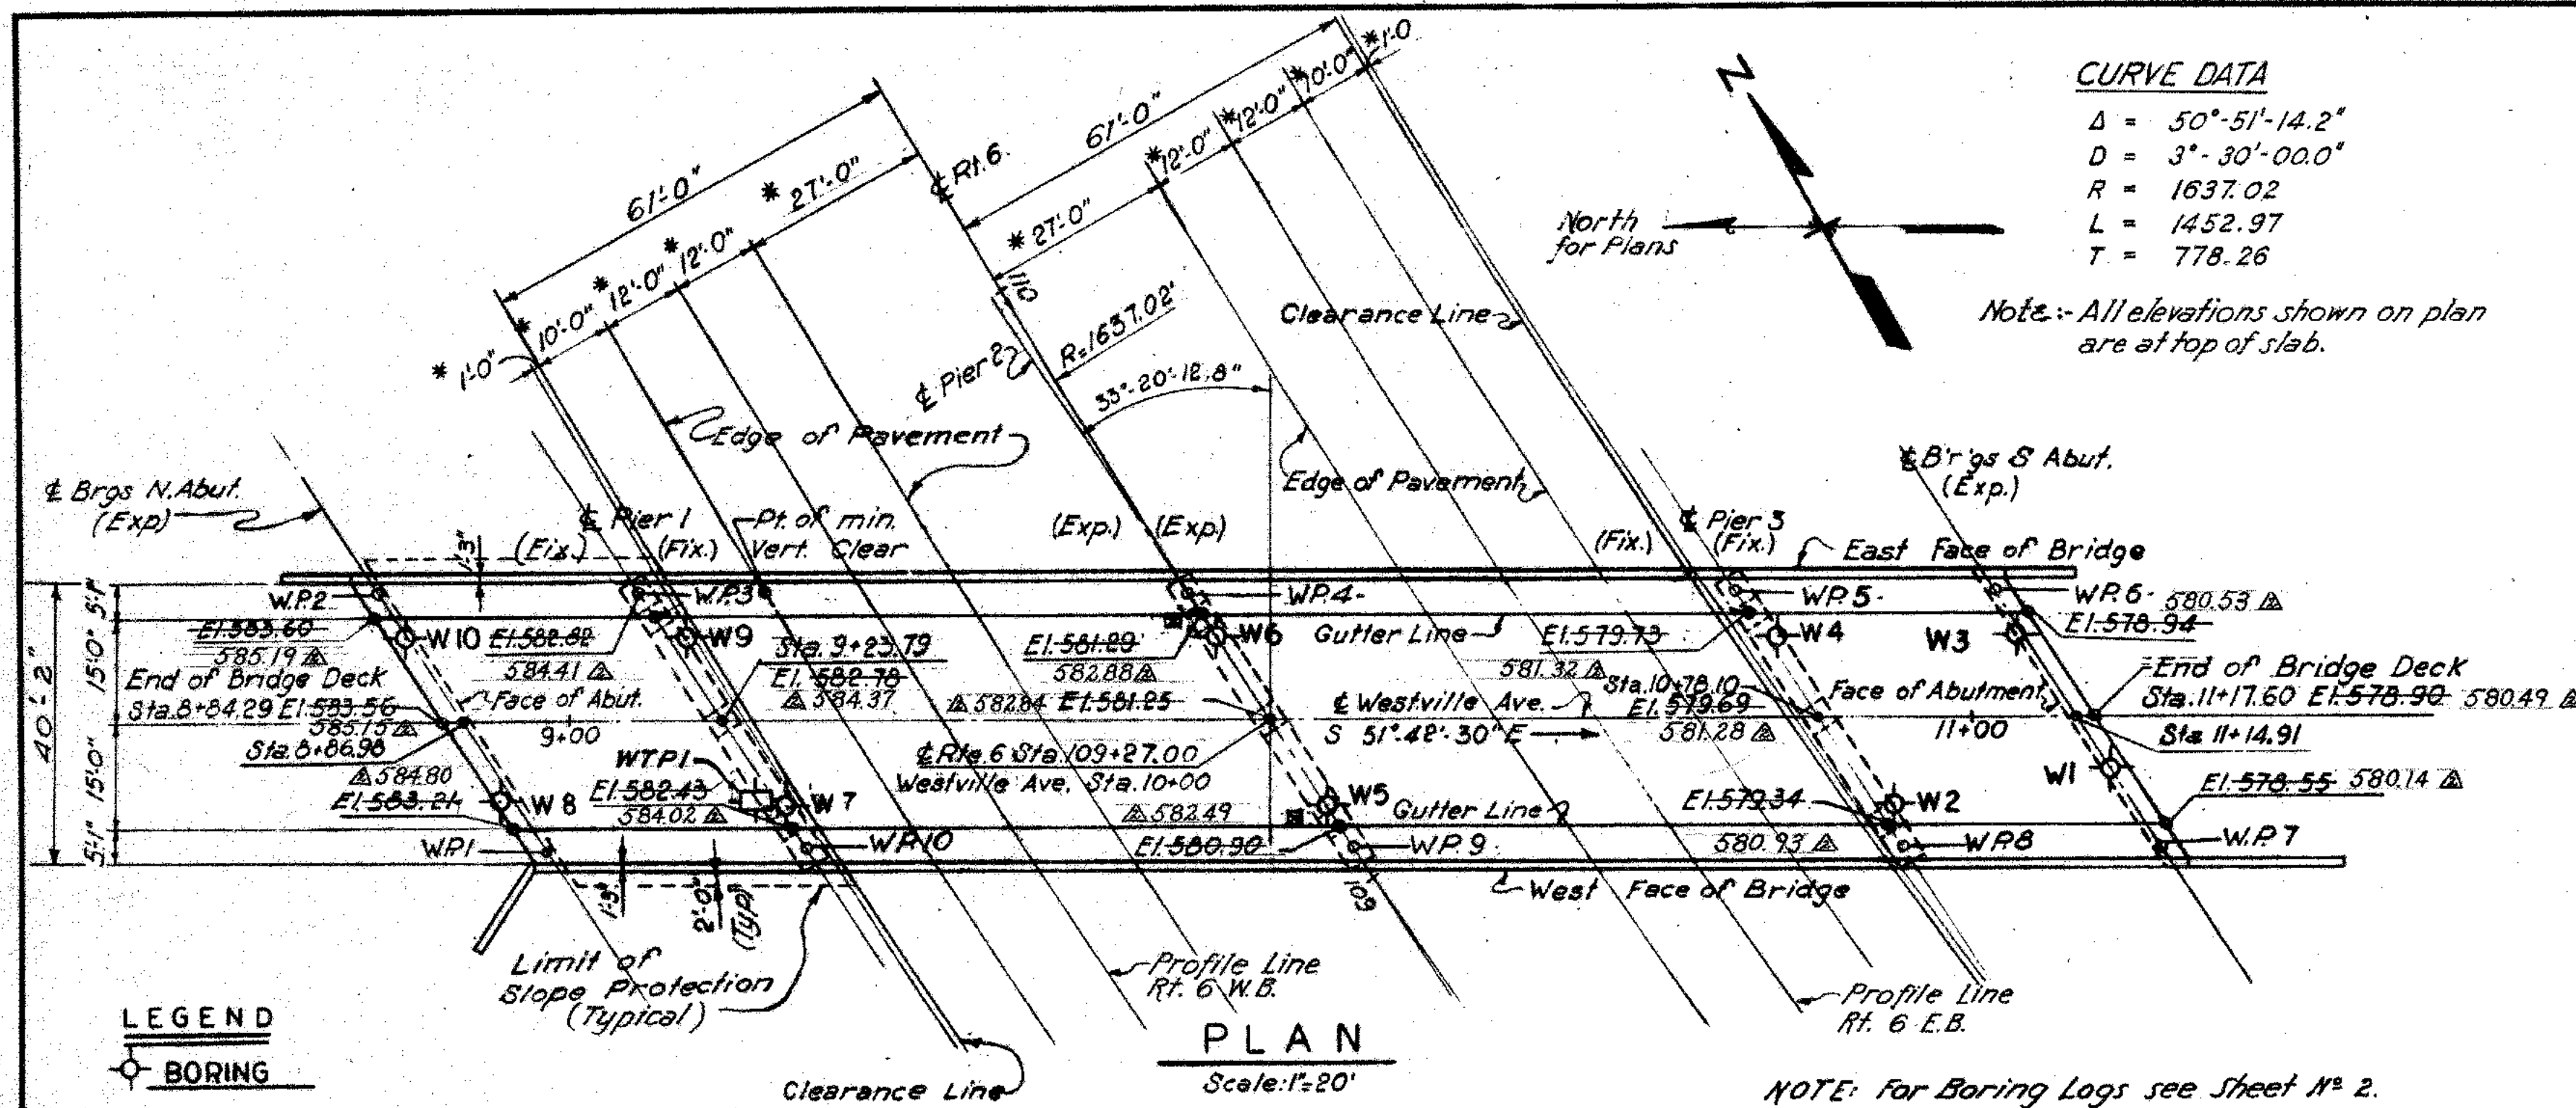 CURVE DATA
Δ = 50°-51'-14.2"
D = 3°-30'-00.0"
R = 1637.02
L = 1452.97
T = 778.26
Note:- All elevations shown on plan
are at top of slab.
N
North
for Plans
61'-0"
* 27'-0"
* 12'-0"
* 12'-0"
* 10'-0"
* 1'-0"
61'-0"
* 27'-0"
* 12'-0"
* 12'-0"
* 10'-0"
* 1'-0
℄ Rt.6.
110
R=1637.02'
℄ Pier 2
33°-20'-12.8"
Clearance Line
Edge of Pavement
Edge of Pavement
℄ Brgs N.Abut.
(Exp)
1'-3"
(Fix.)
℄ Pier 1
(Fix.)
Pt. of min.
Vert. Clear
(Exp.)
(Exp)
(Fix.)
℄ Pier 3
(Fix.)
℄ B'r'gs S Abut.
(Exp.)
East Face of Bridge
W.P.2
W.P.3
W.P.4-
W.P.5-
W.P.6-
580.53
El.578.94
El.583.60
585.19
W10
El.582.82
584.41
W9
Sta. 9+23.79
El. 582.78
584.37
El.581.29
582.88
W6
Gutter Line
El.579.73
581.32
W4
W3
End of Bridge Deck
Sta.8+84.29 El.583.56
585.15
Sta.8+86.98
Face of Abut.
9+00
582.84 El.581.25
℄ Westville Ave.
S 51°-42'-30" E
Sta.10+78.10
El.579.69
581.28
Face of Abutment
11+00
End of Bridge Deck
Sta.11+17.60 El.578.90 580.49
Sta 11+14.91
40'-2"
5'-1"
15'-0"
15'-0"
5'-1"
584.80
El.583.21
W8
WTP1
El.582.43
584.02
W7
℄ Rte.6 Sta.109+27.00
Westville Ave. Sta.10+00
582.49
El.580.90
W5
Gutter Line
El.579.34
580.93
W2
W1
El.578.55 580.14
W.P.1
W.P.10
W.P.9
W.P.8
W.P.7
West Face of Bridge
109
1'-3"
2'-0"
(Typ)
Limit of
Slope Protection
(Typical)
Profile Line
Rt. 6 W.B.
Profile Line
Rt. 6 E.B.
Clearance Line
LEGEND
BORING
PLAN
Scale:1"=20'
NOTE: For Boring Logs see Sheet Nº 2.